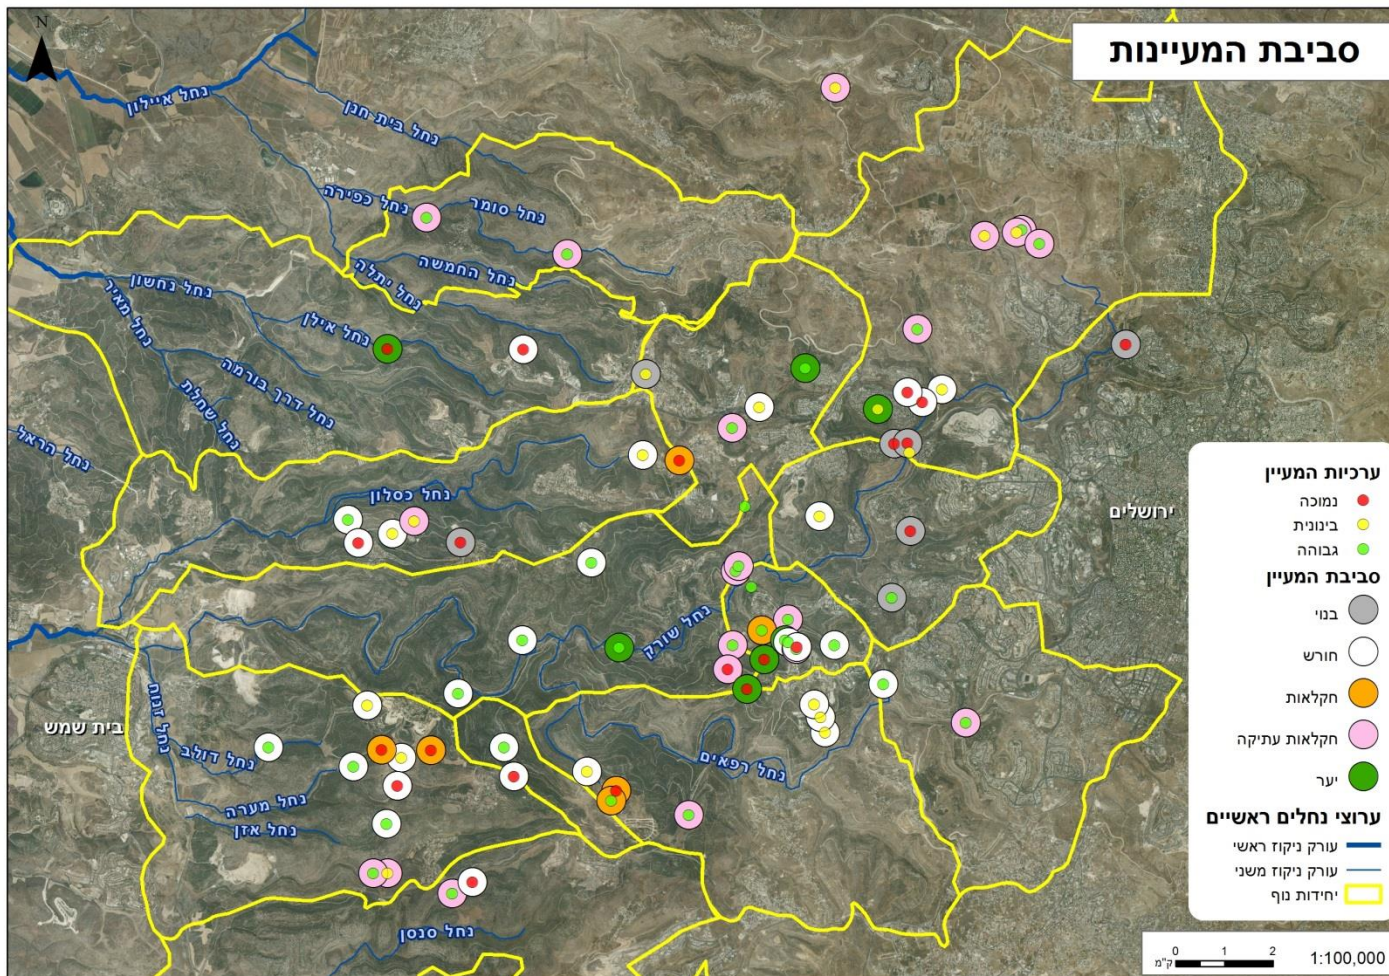 סביבת המעיינות
N
נחל איילון
נחל בית חנן
נחל כפירה
נחל סומר
נחל החמשה
נחל יתלה
נחל נחשון
נחל מאיר
נחל אילן
נחל דרך בורמה
נחל שחלת
נחל הראל
נחל כסלון
ירושלים
נחל שורק
נחל זנוח
בית שמש
נחל דולב
נחל רפאים
נחל מערה
נחל אזן
נחל סנסן
ערכיות המעיין
נמוכה
בינונית
גבוהה
סביבת המעיין
בנוי
חורש
חקלאות
חקלאות עתיקה
יער
ערוצי נחלים ראשיים
עורק ניקוז ראשי
עורק ניקוז משני
יחידות נוף
0 1 2
ק"מ
1:100,000